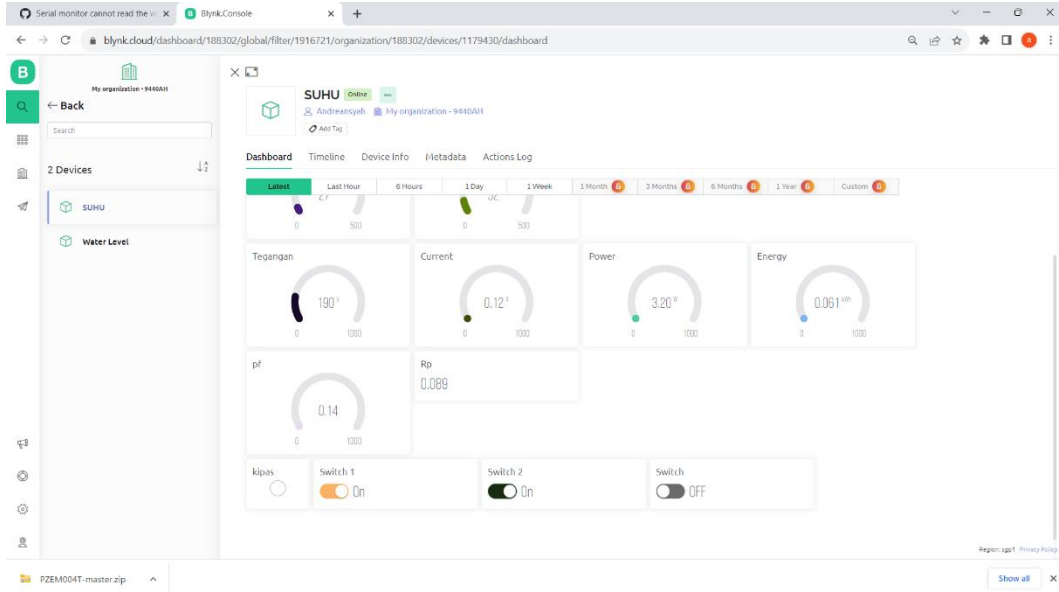 Serial monitor cannot read the v
Blynk.Console
blynk.cloud/dashboard/188302/global/filter/1916721/organization/188302/devices/1179430/dashboard
a
B
My organization - 9440AH
Back
Search
2 Devices
SUHU
Water Level
SUHU Online
Andreansyah My organization - 9440AH
Add Tag
Dashboard Timeline Device Info Metadata Actions Log
Latest Last Hour 6 Hours 1 Day 1 Week 1 Month 3 Months 6 Months 1 Year Custom
0 500 0 500
Tegangan Current Power Energy
190 V 0.12 A 3.20 W 0.061 kWh
0 1000 0 1000 0 1000 0 1000
pf Rp
0.089
0.14
0 1000
kipas Switch 1 Switch 2 Switch
On On OFF
Region: sgp1 Privacy Policy
PZEM004T-master.zip
Show all